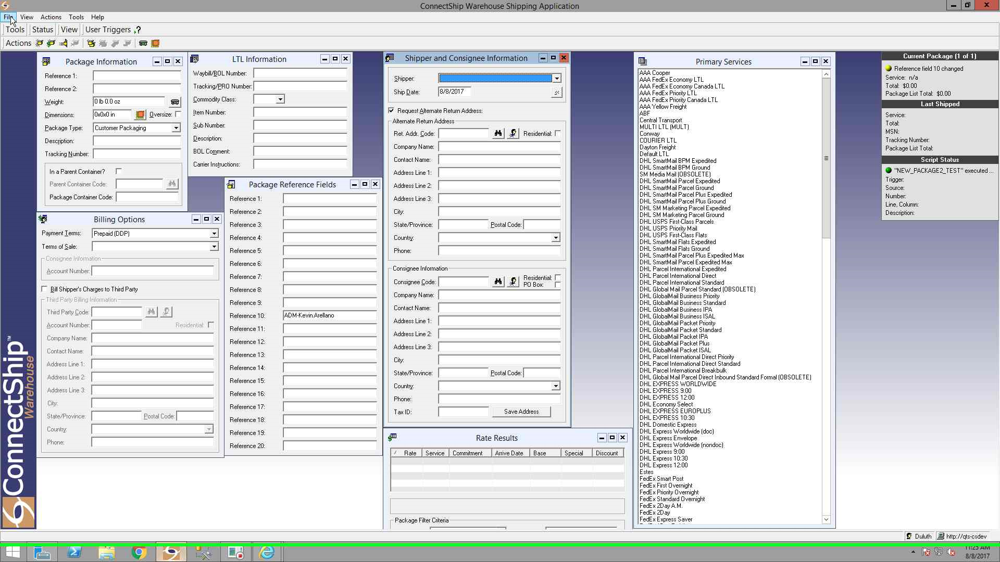 ConnectShip Warehouse Shipping Application
File View Actions Tools Help
Tools Status View User Triggers
Actions
Package Information
Reference 1:
Reference 2:
Weight: 0 lb 0.0 oz
Dimensions: 0x0x0 in Oversize:
Package Type: Customer Packaging
Description:
Tracking Number:
In a Parent Container?
Parent Container Code:
Package Container Code:
LTL Information
Waybill/BOL Number:
Tracking/PRO Number:
Commodity Class:
Item Number:
Sub Number:
Description:
BOL Comment:
Carrier Instructions:
Billing Options
Payment Terms: Prepaid (DDP)
Terms of Sale:
Consignee Information
Account Number:
Bill Shipper's Charges to Third Party
Third Party Billing Information
Third Party Code:
Account Number: Residential:
Company Name:
Contact Name:
Address Line 1:
Address Line 2:
Address Line 3:
City:
State/Province: Postal Code:
Country:
Phone:
Package Reference Fields
Reference 1:
Reference 2:
Reference 3:
Reference 4:
Reference 5:
Reference 6:
Reference 7:
Reference 8:
Reference 9:
Reference 10: ADM-Kevin.Arellano
Reference 11:
Reference 12:
Reference 13:
Reference 14:
Reference 15:
Reference 16:
Reference 17:
Reference 18:
Reference 19:
Reference 20:
Shipper and Consignee Information
Shipper:
Ship Date: 8/8/2017 <<
Request Alternate Return Address:
Alternate Return Address
Ret. Addr. Code: Residential:
Company Name:
Contact Name:
Address Line 1:
Address Line 2:
Address Line 3:
City:
State/Province: Postal Code:
Country:
Phone:
Consignee Information
Consignee Code: Residential:
PO Box:
Company Name:
Contact Name:
Address Line 1:
Address Line 2:
Address Line 3:
City:
State/Province: Postal Code:
Country:
Phone:
Tax ID: Save Address
Rate Results
Rate Service Commitment Arrive Date Base Special Discount
Package Filter Criteria
Primary Services
AAA Cooper
AAA FedEx Economy LTL
AAA FedEx Economy Canada LTL
AAA FedEx Priority LTL
AAA FedEx Priority Canada LTL
AAA Yellow Freight
ABF
Central Transport
MULTI LTL (MULT)
Conway
COURIER LTL
Dayton Freight
Default LTL
DHL SmartMail BPM Expedited
DHL SmartMail BPM Ground
SM Media Mail (OBSOLETE)
DHL SmartMail Parcel Expedited
DHL SmartMail Parcel Ground
DHL SmartMail Parcel Plus Expedited
DHL SmartMail Parcel Plus Ground
DHL SM Marketing Parcel Expedited
DHL SM Marketing Parcel Ground
DHL USPS First-Class Parcels
DHL USPS Priority Mail
DHL USPS First-Class Flats
DHL SmartMail Flats Expedited
DHL SmartMail Flats Ground
DHL SmartMail Parcel Plus Expedited Max
DHL SmartMail Parcel Expedited Max
DHL Parcel International Expedited
DHL Parcel International Direct
DHL Parcel International Standard
DHL Global Mail Parcel Standard (OBSOLETE)
DHL GlobalMail Business Priority
DHL GlobalMail Business Standard
DHL GlobalMail Business IPA
DHL GlobalMail Business ISAL
DHL GlobalMail Packet Priority
DHL GlobalMail Packet Standard
DHL GlobalMail Packet IPA
DHL GlobalMail Packet Plus
DHL GlobalMail Packet ISAL
DHL Parcel International Direct Priority
DHL Parcel International Direct Standard
DHL Parcel International Breakbulk
DHL Global Mail Parcel Direct Inbound Standard Formal (OBSOLETE)
DHL EXPRESS WORLDWIDE
DHL EXPRESS 9:00
DHL EXPRESS 12:00
DHL Economy Select
DHL EXPRESS EUROPLUS
DHL EXPRESS 10:30
DHL Domestic Express
DHL Express Worldwide (doc)
DHL Express Envelope
DHL Express Worldwide (nondoc)
DHL Express 9:00
DHL Express 10:30
DHL Express 12:00
Estes
FedEx Smart Post
FedEx First Overnight
FedEx Priority Overnight
FedEx Standard Overnight
FedEx 2Day A.M.
FedEx 2Day
FedEx Express Saver
Current Package (1 of 1)
Reference field 10 changed
Service: n/a
Total: $0.00
Package List Total: $0.00
Last Shipped
Service:
Total:
MSN:
Tracking Number:
Package List Total:
Script Status
"NEW_PACKAGE2_TEST" executed ...
Trigger:
Source:
Number:
Line, Column:
Description:
ConnectShip™
Warehouse
Duluth http://qts-csdev
11:25 AM
8/8/2017